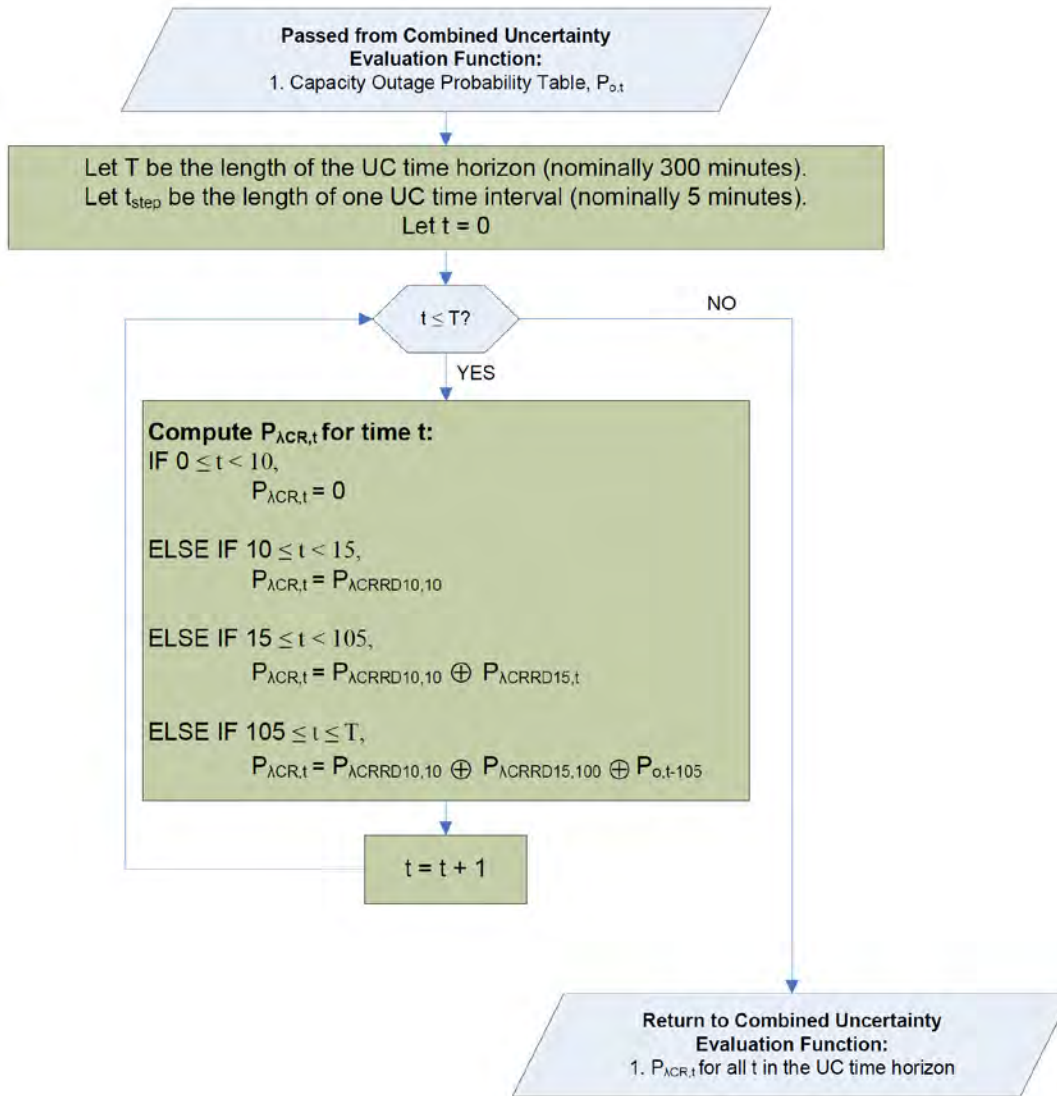 Passed from Combined Uncertainty
Evaluation Function:
1. Capacity Outage Probability Table, Po,t
Let T be the length of the UC time horizon (nominally 300 minutes).
Let tstep be the length of one UC time interval (nominally 5 minutes).
Let t = 0
t ≤ T?
NO
YES
Compute PλCR,t for time t:
IF 0 ≤ t < 10,
PλCR,t = 0
ELSE IF 10 ≤ t < 15,
PλCR,t = PλCRRD10,10
ELSE IF 15 ≤ t < 105,
PλCR,t = PλCRRD10,10 ⊕ PλCRRD15,t
ELSE IF 105 ≤ t ≤ T,
PλCR,t = PλCRRD10,10 ⊕ PλCRRD15,100 ⊕ Po,t-105
t = t + 1
Return to Combined Uncertainty
Evaluation Function:
1. PλCR,t for all t in the UC time horizon